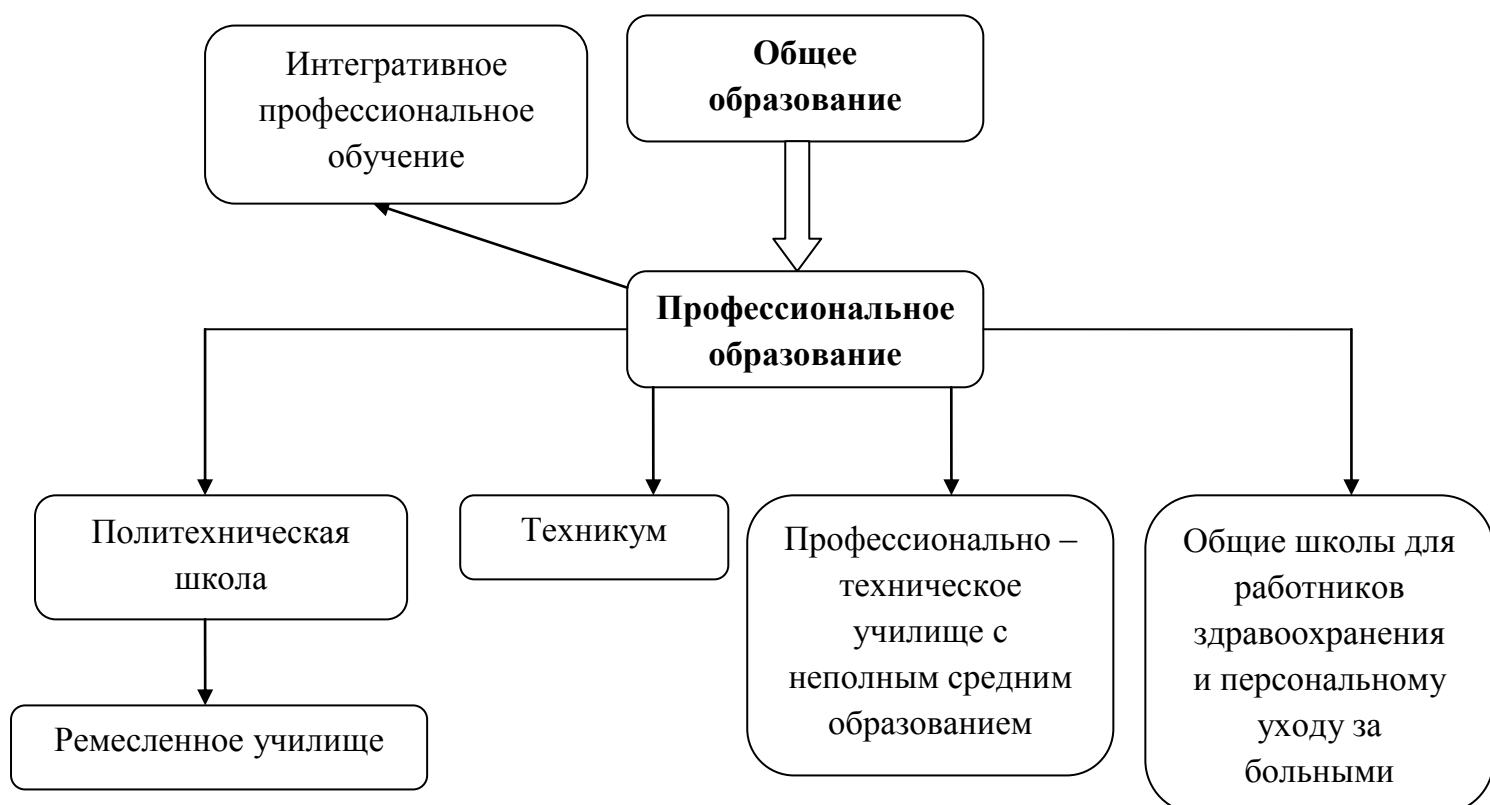 Интегративное
профессиональное
обучение
Общее
образование
Профессиональное
образование
Политехническая
школа
Техникум
Профессионально –
техническое
училище с
неполным средним
образованием
Общие школы для
работников
здравоохранения
и персональному
уходу за
больными
Ремесленное училище